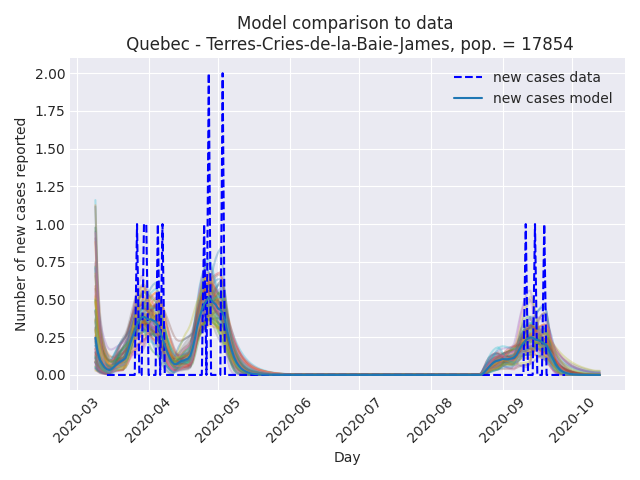 Model comparison to data
Quebec - Terres-Cries-de-la-Baie-James, pop. = 17854
new cases data
new cases model
Number of new cases reported
2.00
1.75
1.50
1.25
1.00
0.75
0.50
0.25
0.00
2020-03
2020-04
2020-05
2020-06
2020-07
2020-08
2020-09
2020-10
Day